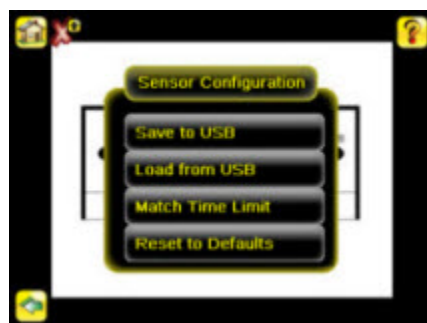 ?
Sensor Configuration
Save to USB
Load from USB
Match Time Limit
Reset to Defaults